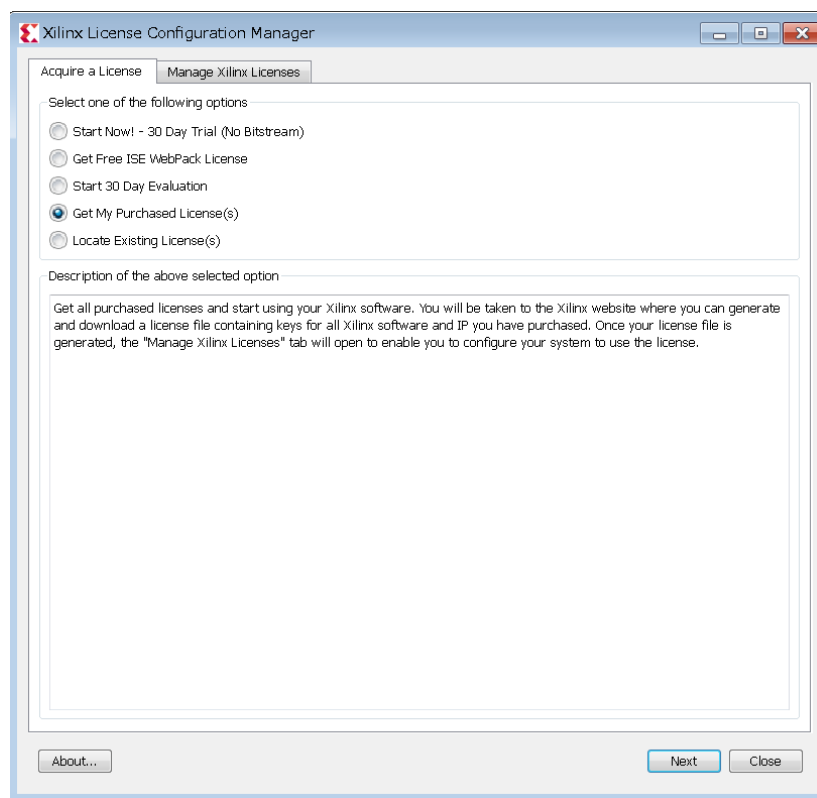 Xilinx License Configuration Manager
Acquire a License
Manage Xilinx Licenses
Select one of the following options
Start Now! - 30 Day Trial (No Bitstream)
Get Free ISE WebPack License
Start 30 Day Evaluation
Get My Purchased License(s)
Locate Existing License(s)
Description of the above selected option
Get all purchased licenses and start using your Xilinx software. You will be taken to the Xilinx website where you can generate
and download a license file containing keys for all Xilinx software and IP you have purchased. Once your license file is
generated, the "Manage Xilinx Licenses" tab will open to enable you to configure your system to use the license.
About...
Next
Close